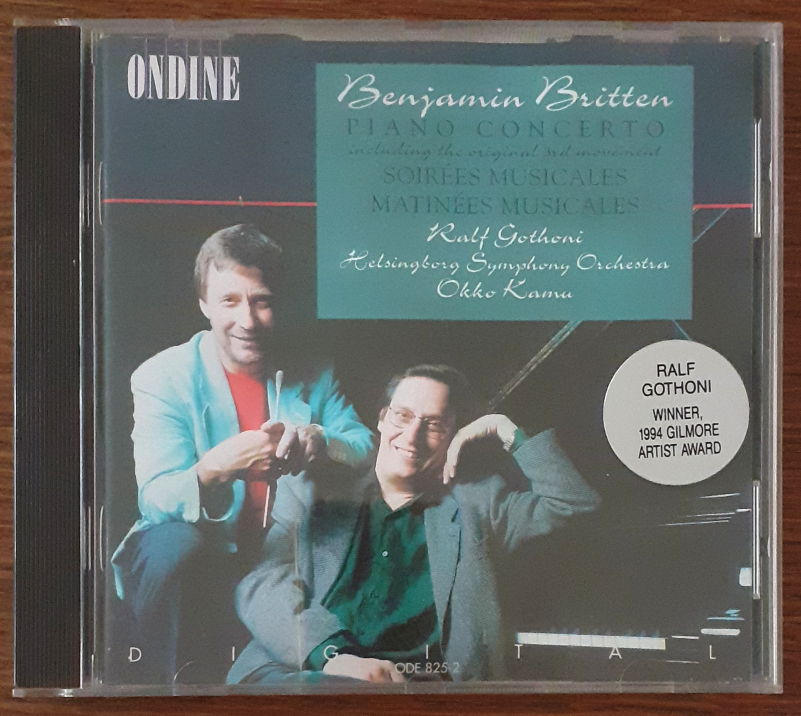 ONDINE
Benjamin Britten
PIANO CONCERTO
including the original 3rd movement
SOIRÉES MUSICALES
MATINÉES MUSICALES
Ralf Gothoni
Helsingborg Symphony Orchestra
Okko Kamu
RALF
GOTHONI
WINNER,
1994 GILMORE
ARTIST AWARD
D I G I T A L
ODE 825-2